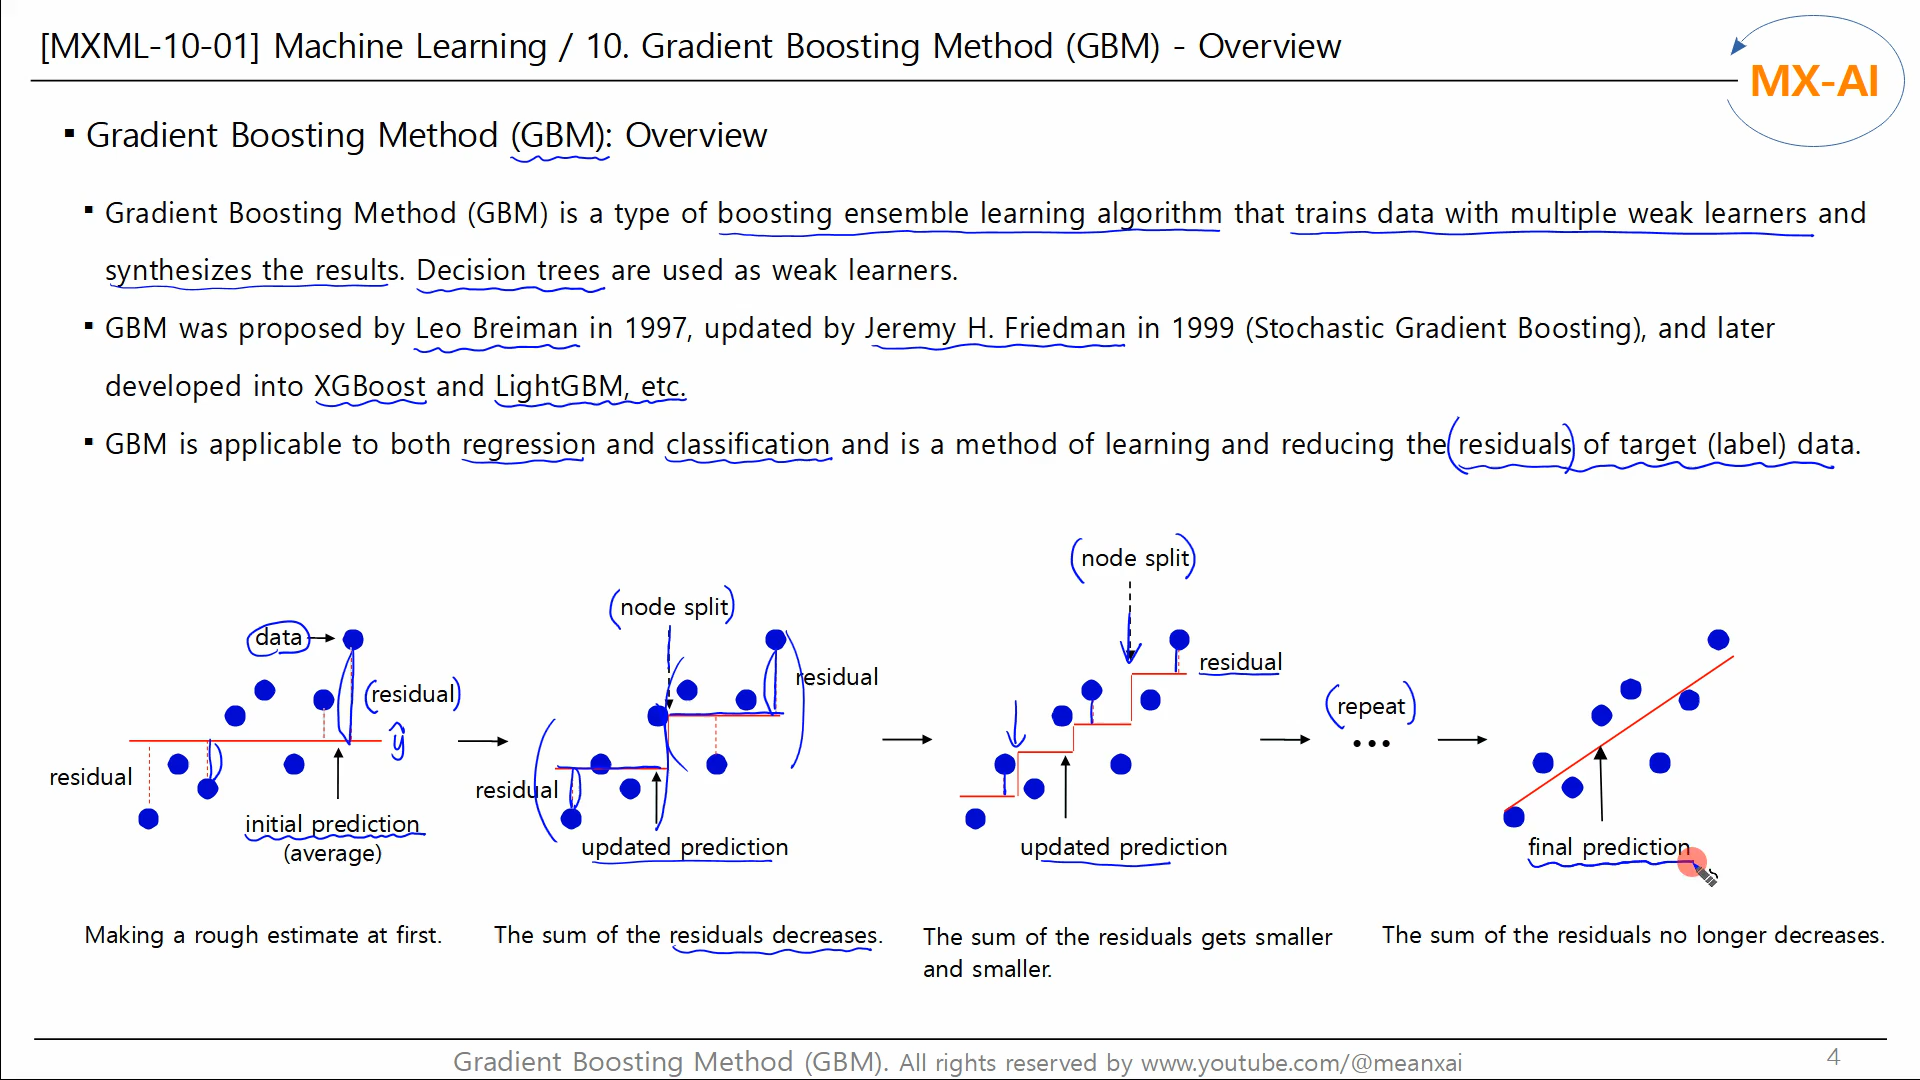 [MXML-10-01] Machine Learning / 10. Gradient Boosting Method (GBM) - Overview
MX-AI
▪ Gradient Boosting Method (GBM): Overview
▪ Gradient Boosting Method (GBM) is a type of boosting ensemble learning algorithm that trains data with multiple weak learners and
synthesizes the results. Decision trees are used as weak learners.
▪ GBM was proposed by Leo Breiman in 1997, updated by Jeremy H. Friedman in 1999 (Stochastic Gradient Boosting), and later
developed into XGBoost and LightGBM, etc.
▪ GBM is applicable to both regression and classification and is a method of learning and reducing the residuals of target (label) data.
data
residual
ŷ
residual
initial prediction
(average)
Making a rough estimate at first.
node split
residual
residual
updated prediction
The sum of the residuals decreases.
node split
residual
updated prediction
The sum of the residuals gets smaller
and smaller.
repeat
•••
final prediction
The sum of the residuals no longer decreases.
Gradient Boosting Method (GBM). All rights reserved by www.youtube.com/@meanxai
4